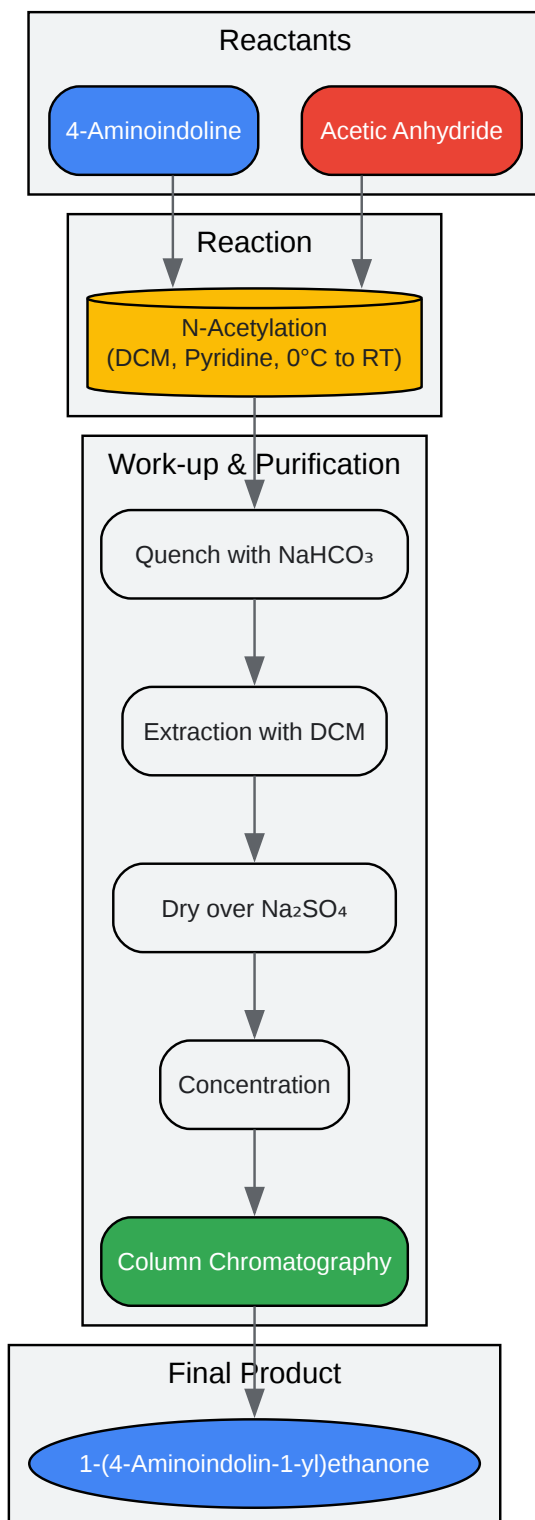 Reactants
4-Aminoindoline
Acetic Anhydride
Reaction
N-Acetylation
(DCM, Pyridine, 0°C to RT)
Work-up & Purification
Quench with NaHCO₃
Extraction with DCM
Dry over Na₂SO₄
Concentration
Column Chromatography
Final Product
1-(4-Aminoindolin-1-yl)ethanone